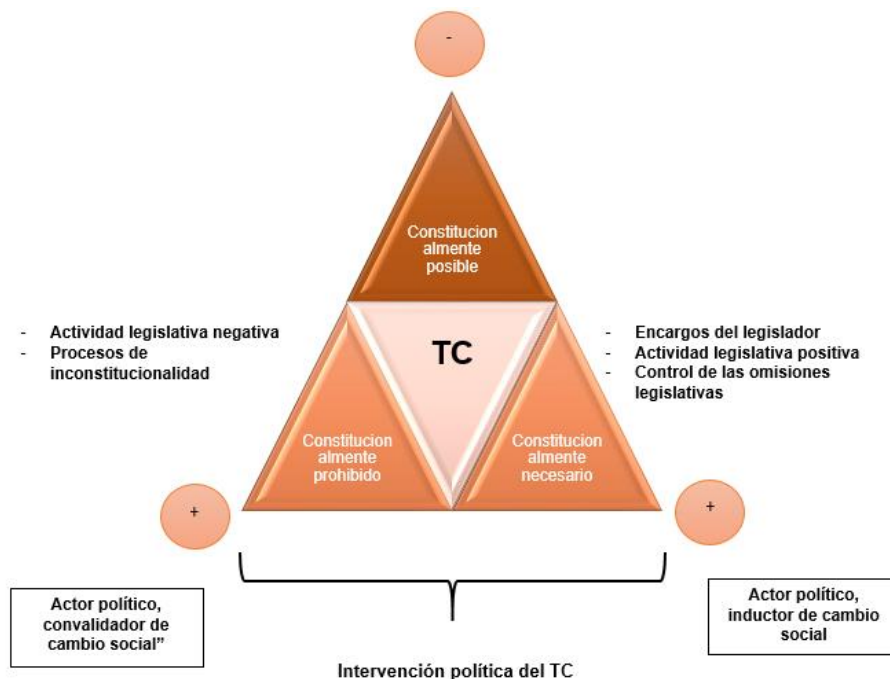 -
Constitucion
almente
posible
- Actividad legislativa negativa
- Procesos de
inconstitucionalidad
TC
- Encargos del legislador
- Actividad legislativa positiva
- Control de las omisiones
legislativas
Constitucion
almente
prohibido
Constitucion
almente
necesario
+
+
Actor político,
convalidador de
cambio social”
Actor político,
inductor de cambio
social
Intervención política del TC